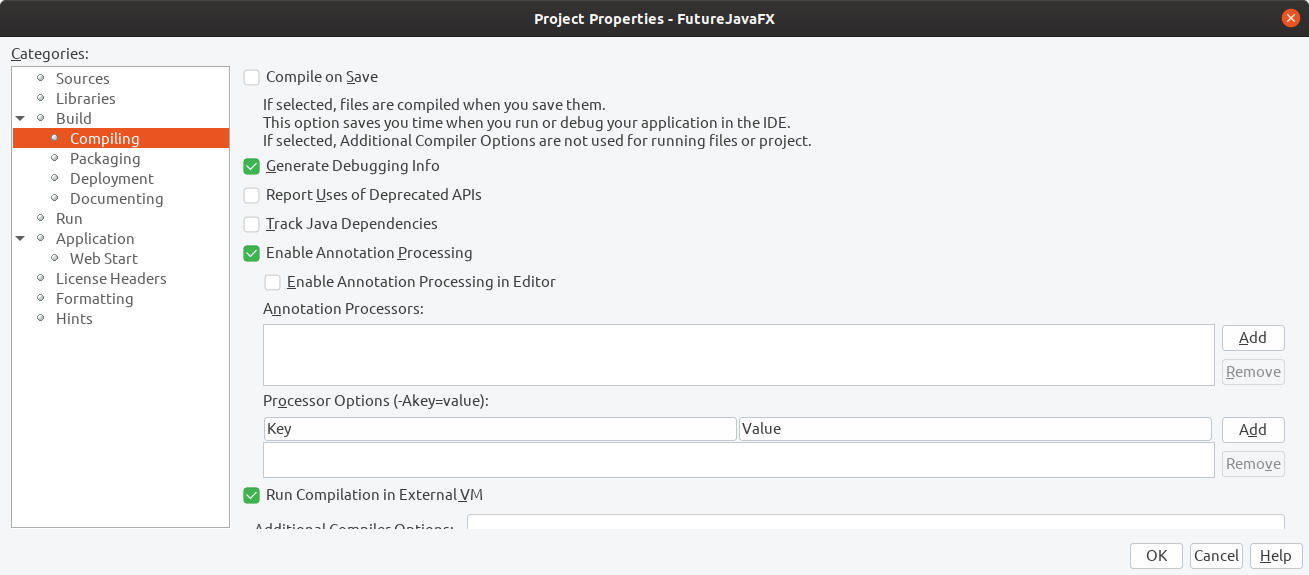 Project Properties - FutureJavaFX
Categories:
Sources
Libraries
Build
Compiling
Packaging
Deployment
Documenting
Run
Application
Web Start
License Headers
Formatting
Hints
Compile on Save
If selected, files are compiled when you save them.
This option saves you time when you run or debug your application in the IDE.
If selected, Additional Compiler Options are not used for running files or project.
Generate Debugging Info
Report Uses of Deprecated APIs
Track Java Dependencies
Enable Annotation Processing
Enable Annotation Processing in Editor
Annotation Processors:
Add
Remove
Processor Options (-Akey=value):
Key Value
Add
Remove
Run Compilation in External VM
Additional Compiler Options:
OK Cancel Help